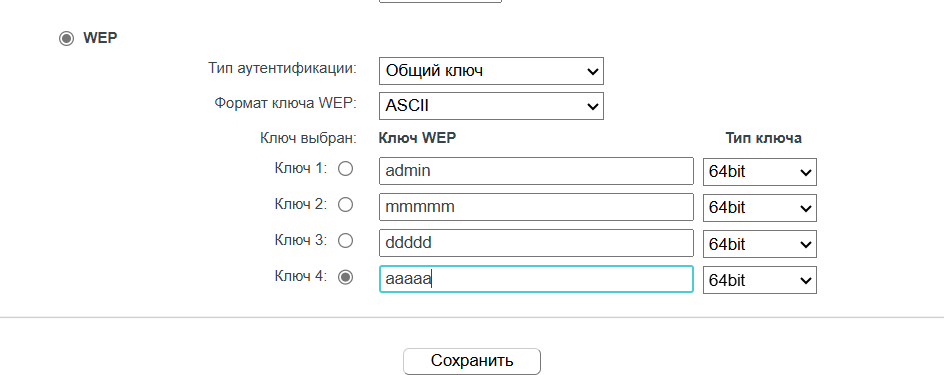 WEP
Тип аутентификации: Общий ключ
Формат ключа WEP: ASCII
Ключ выбран: Ключ WEP Тип ключа
Ключ 1: admin 64bit
Ключ 2: mmmmm 64bit
Ключ 3: ddddd 64bit
Ключ 4: aaaaa 64bit
Сохранить